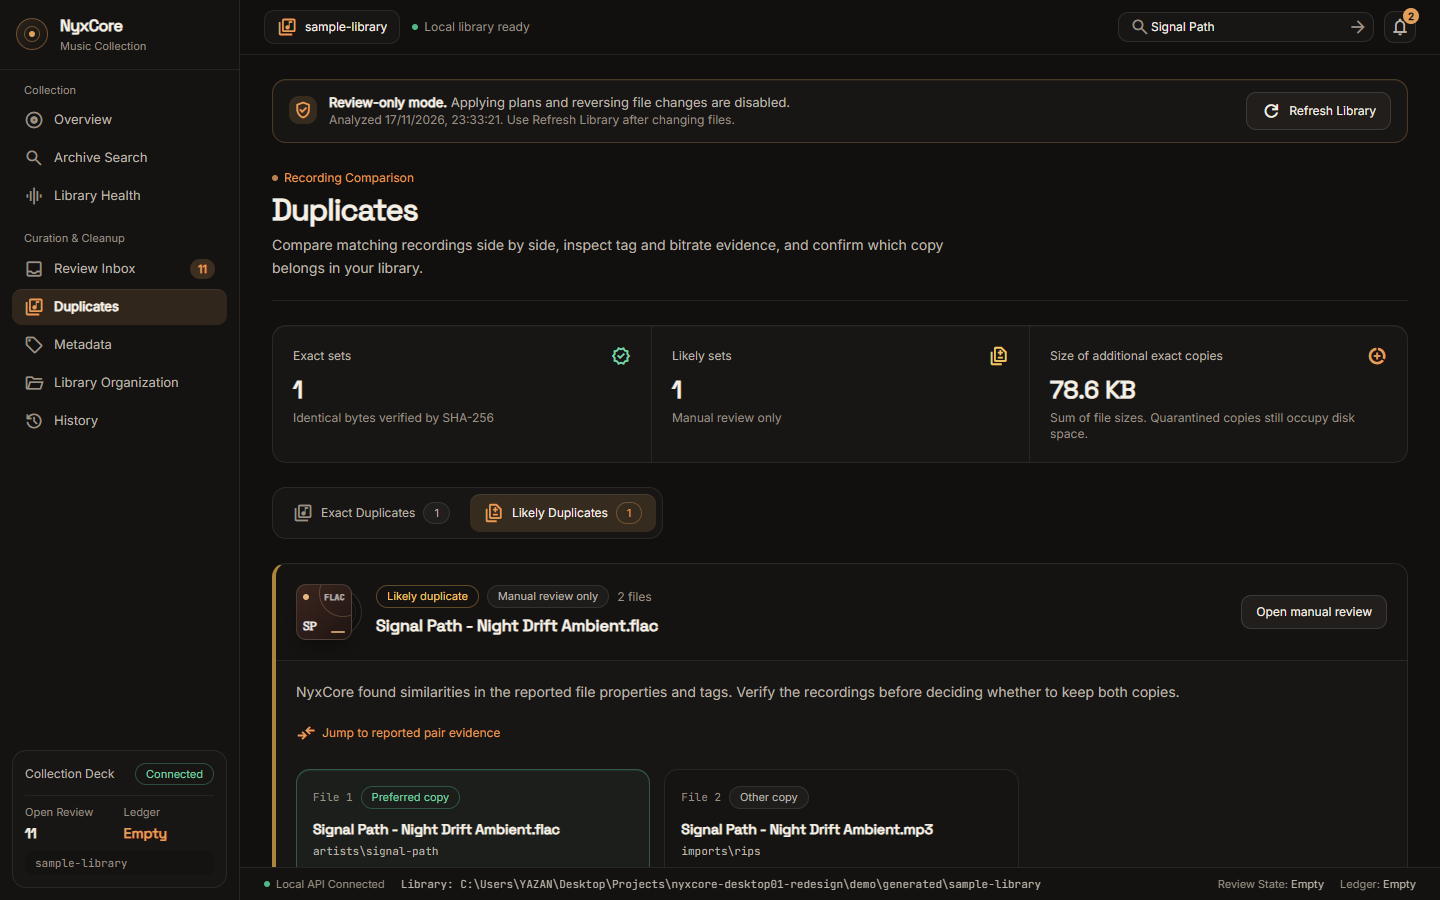 NyxCore
Music Collection
Collection
Overview
Archive Search
Library Health
Curation & Cleanup
Review Inbox 11
Duplicates
Metadata
Library Organization
History
Collection Deck Connected
Open Review Ledger
11 Empty
sample-library
sample-library Local library ready
Signal Path
2
Review-only mode. Applying plans and reversing file changes are disabled.
Analyzed 17/11/2026, 23:33:21. Use Refresh Library after changing files.
Refresh Library
Recording Comparison
Duplicates
Compare matching recordings side by side, inspect tag and bitrate evidence, and confirm which copy
belongs in your library.
Exact sets
1
Identical bytes verified by SHA-256
Likely sets
1
Manual review only
Size of additional exact copies
78.6 KB
Sum of file sizes. Quarantined copies still occupy disk
space.
Exact Duplicates 1
Likely Duplicates 1
FLAC
SP
Likely duplicate Manual review only 2 files
Signal Path - Night Drift Ambient.flac
Open manual review
NyxCore found similarities in the reported file properties and tags. Verify the recordings before deciding whether to keep both copies.
Jump to reported pair evidence
File 1 Preferred copy
Signal Path - Night Drift Ambient.flac
artists\signal-path
File 2 Other copy
Signal Path - Night Drift Ambient.mp3
imports\rips
Local API Connected Library: C:\Users\YAZAN\Desktop\Projects\nyxcore-desktop01-redesign\demo\generated\sample-library Review State: Empty Ledger: Empty